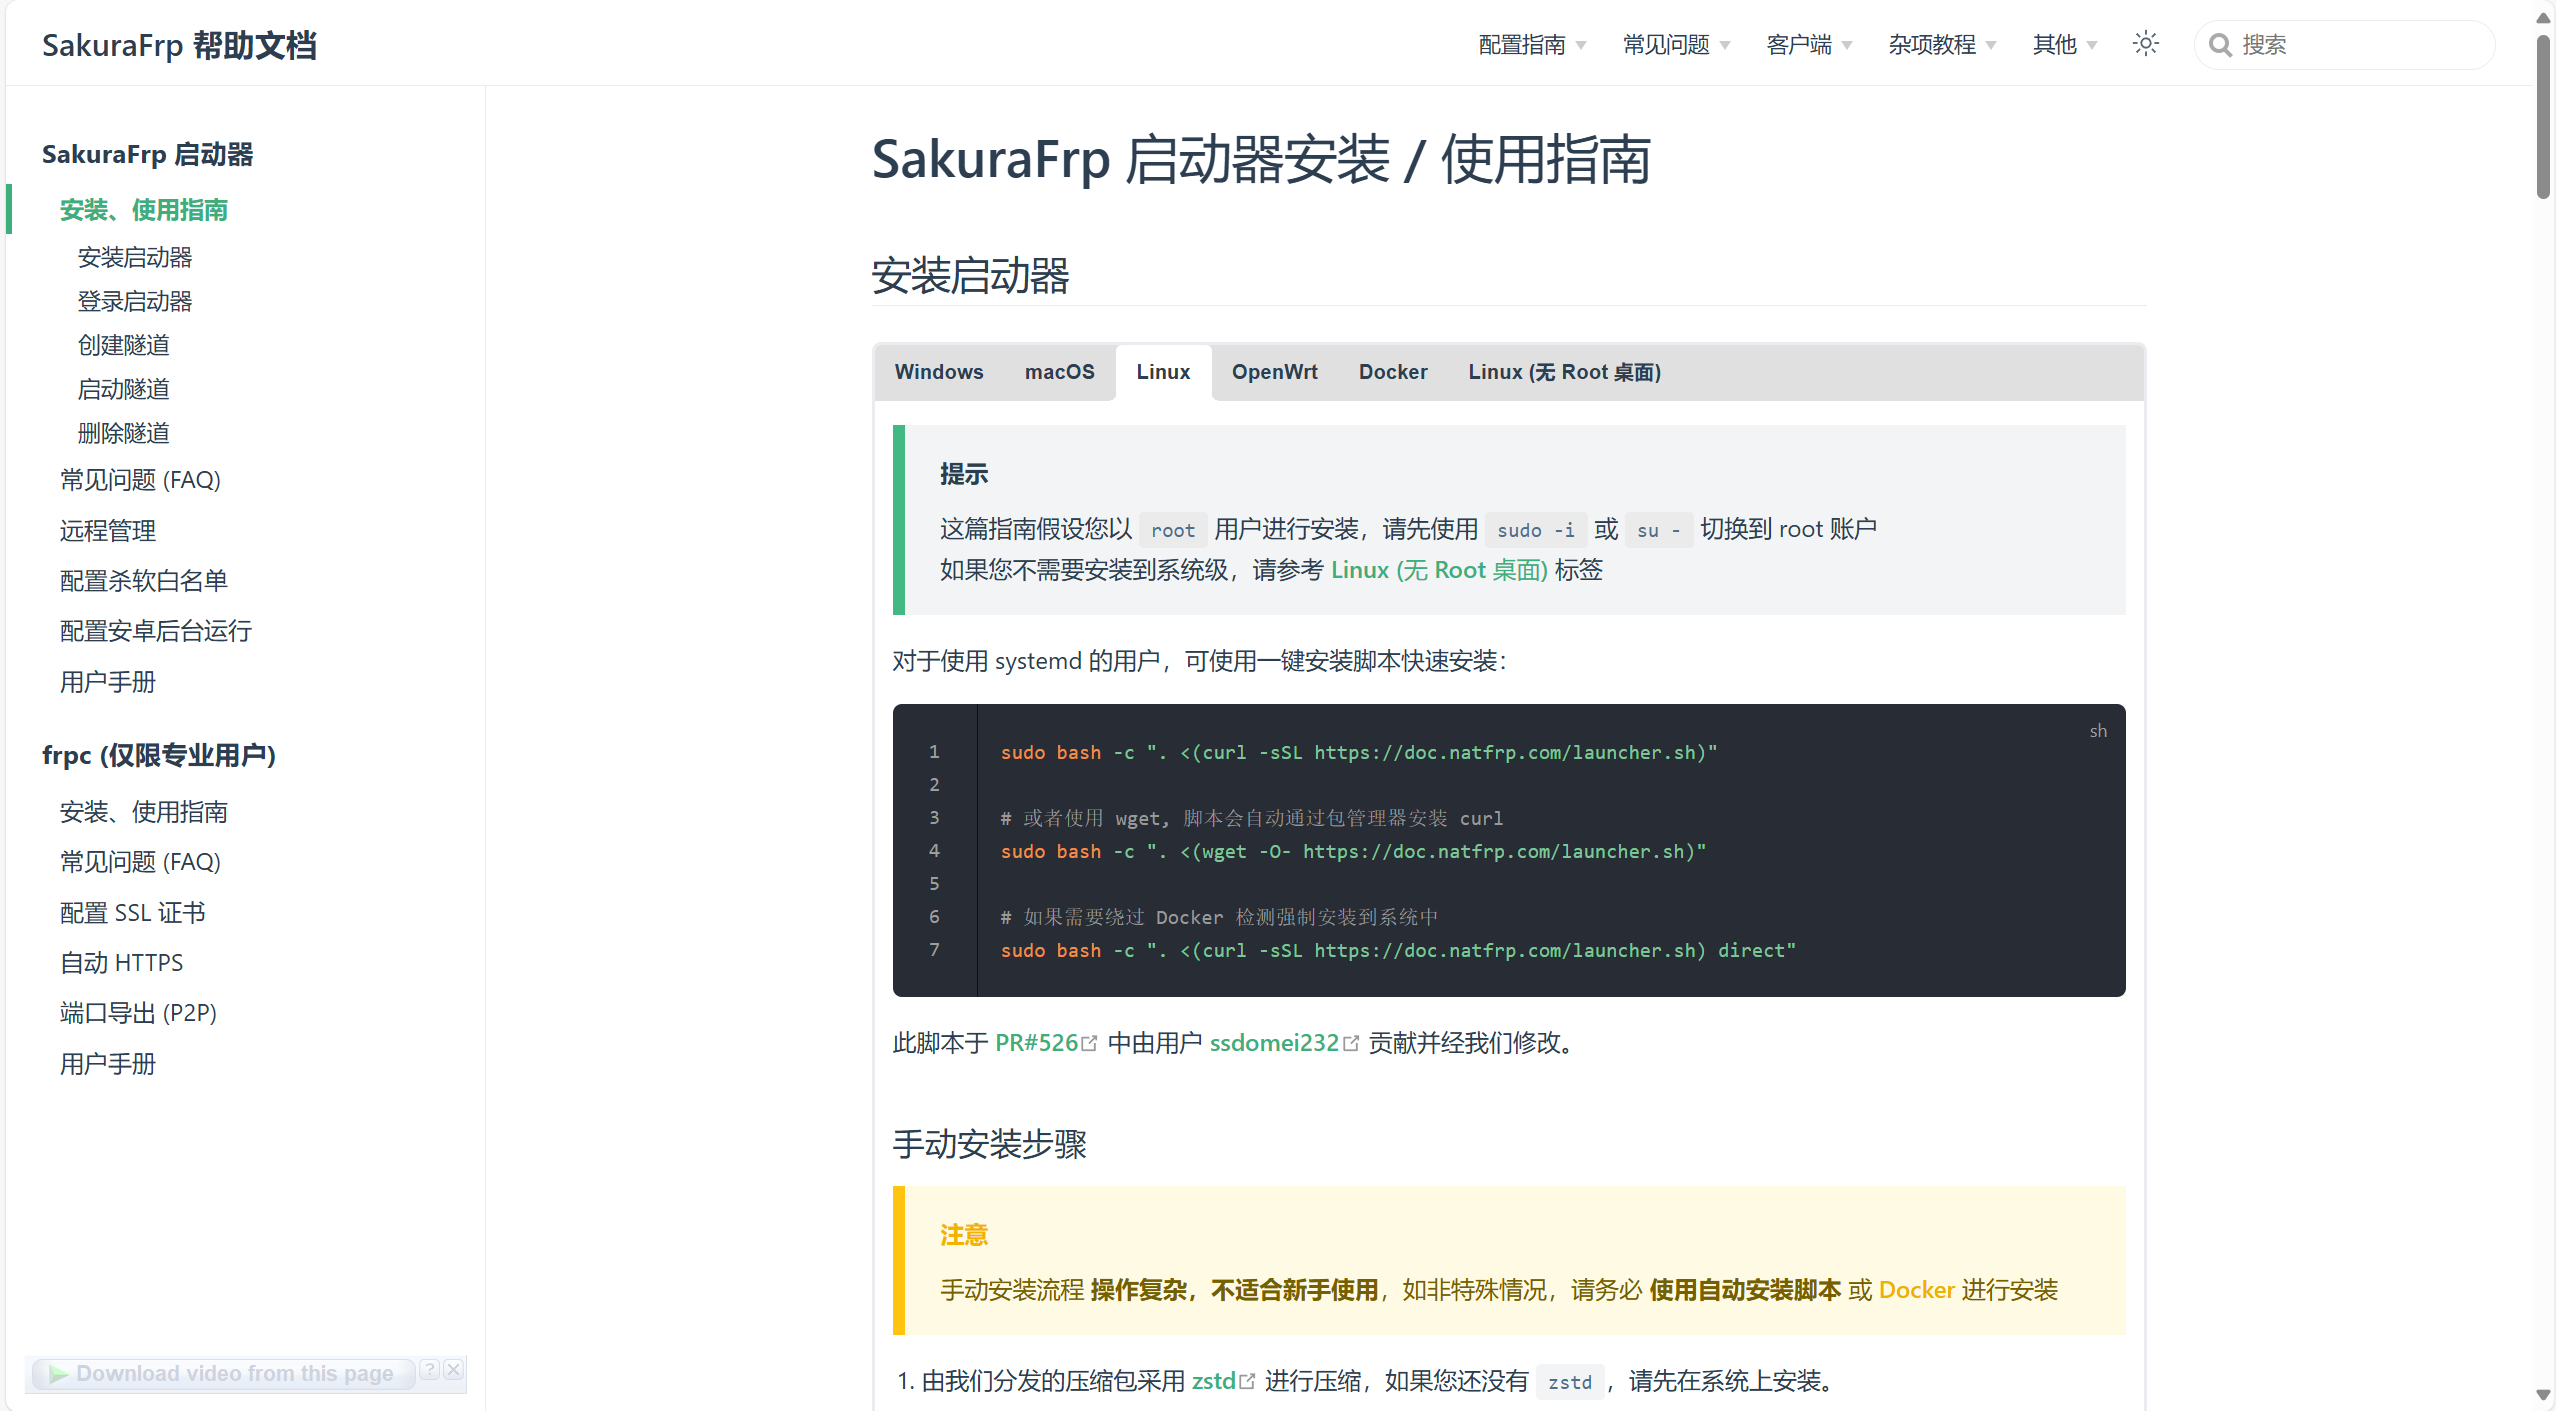 SakuraFrp 帮助文档
配置指南
常见问题
客户端
杂项教程
其他
搜索
SakuraFrp 启动器
安装、使用指南
安装启动器
登录启动器
创建隧道
启动隧道
删除隧道
常见问题 (FAQ)
远程管理
配置杀软白名单
配置安卓后台运行
用户手册
frpc (仅限专业用户)
安装、使用指南
常见问题 (FAQ)
配置 SSL 证书
自动 HTTPS
端口导出 (P2P)
用户手册
Download video from this page ? X
SakuraFrp 启动器安装 / 使用指南
安装启动器
Windows macOS Linux OpenWrt Docker Linux (无 Root 桌面)
提示
这篇指南假设您以 root 用户进行安装，请先使用 sudo -i 或 su - 切换到 root 账户
如果您不需要安装到系统级，请参考 Linux (无 Root 桌面) 标签
对于使用 systemd 的用户，可使用一键安装脚本快速安装：
sh
1 sudo bash -c ". <(curl -sSL https://doc.natfrp.com/launcher.sh)"
2
3 # 或者使用 wget, 脚本会自动通过包管理器安装 curl
4 sudo bash -c ". <(wget -O- https://doc.natfrp.com/launcher.sh)"
5
6 # 如果需要绕过 Docker 检测强制安装到系统中
7 sudo bash -c ". <(curl -sSL https://doc.natfrp.com/launcher.sh) direct"
此脚本于 PR#526 中由用户 ssdomei232 贡献并经我们修改。
手动安装步骤
注意
手动安装流程 操作复杂，不适合新手使用，如非特殊情况，请务必 使用自动安装脚本 或 Docker 进行安装
1. 由我们分发的压缩包采用 zstd 进行压缩，如果您还没有 zstd ，请先在系统上安装。